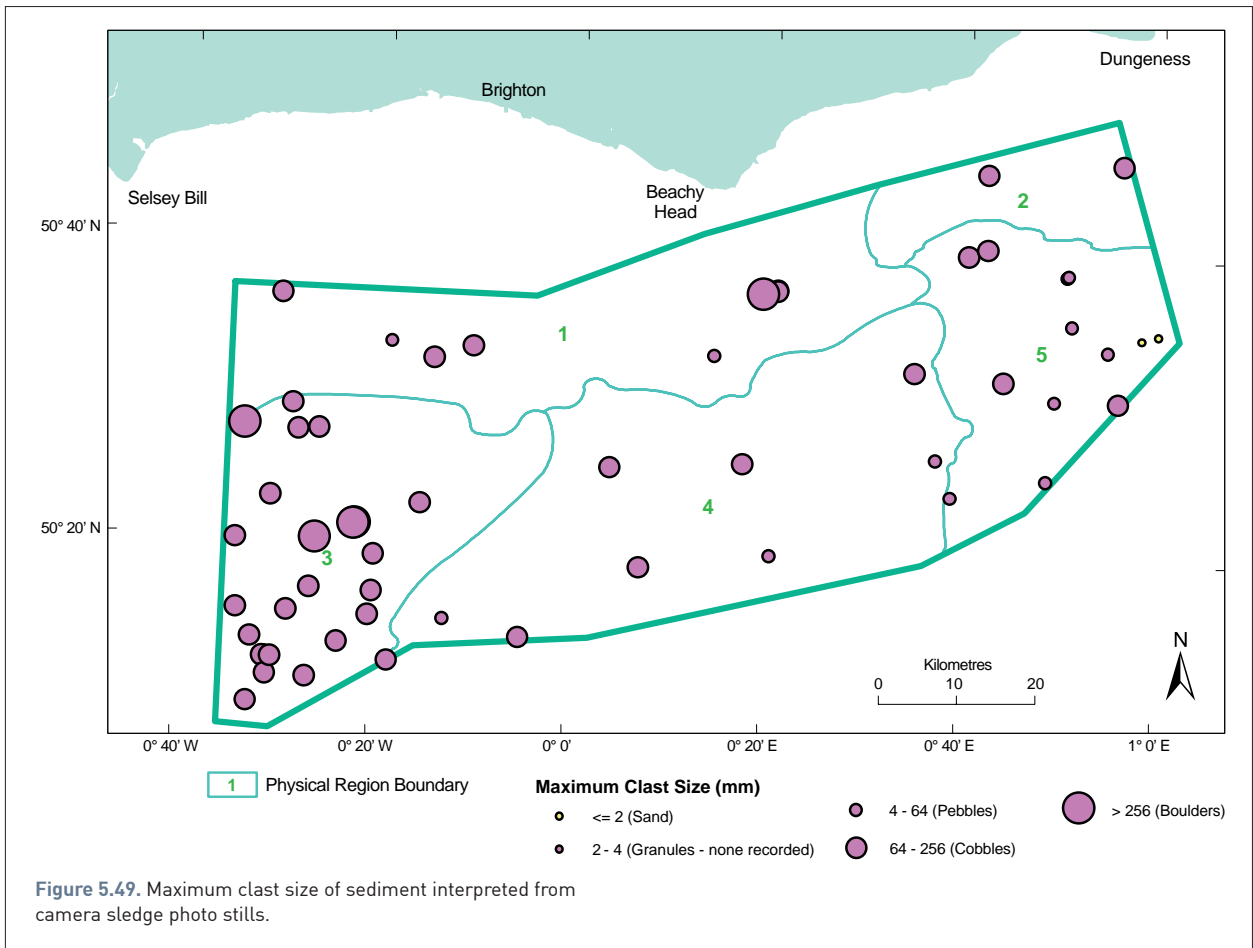 Dungeness
Brighton
Selsey Bill
Beachy
Head
50° 40' N
2
1
5
4
50° 20' N
3
N
Kilometres
0 10 20
0° 40' W 0° 20' W 0° 0' 0° 20' E 0° 40' E 1° 0' E
1 Physical Region Boundary
Maximum Clast Size (mm)
<= 2 (Sand)
2 - 4 (Granules - none recorded)
4 - 64 (Pebbles)
64 - 256 (Cobbles)
> 256 (Boulders)
Figure 5.49. Maximum clast size of sediment interpreted from
camera sledge photo stills.